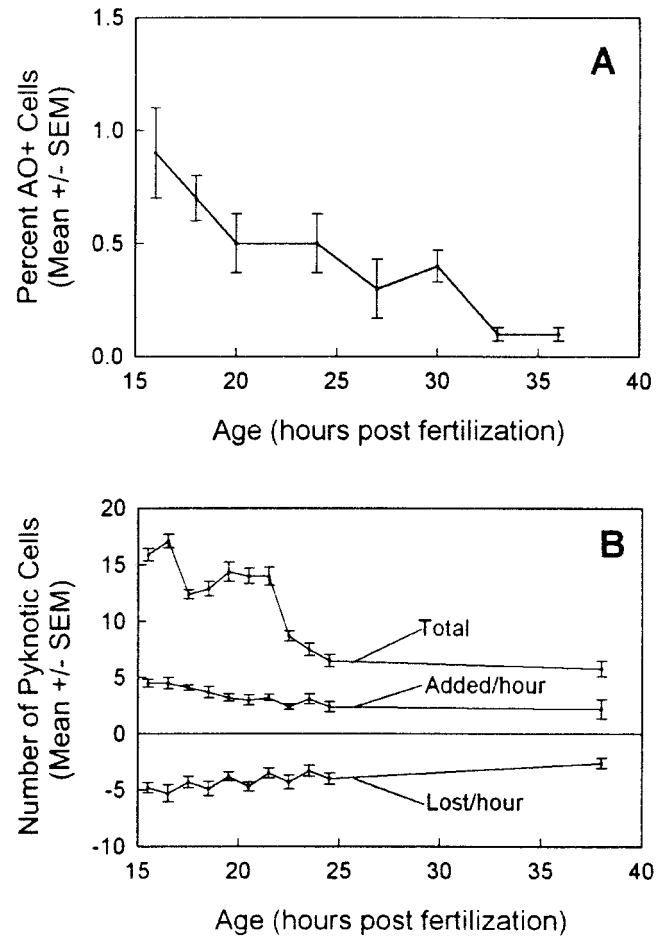 A
Percent AO+ Cells
(Mean +/- SEM)
1.5
1.0
0.5
0.0
15 20 25 30 35 40
Age (hours post fertilization)
B
Number of Pyknotic Cells
(Mean +/- SEM)
20
15
10
5
0
-5
-10
Total
Added/hour
Lost/hour
15 20 25 30 35 40
Age (hours post fertilization)